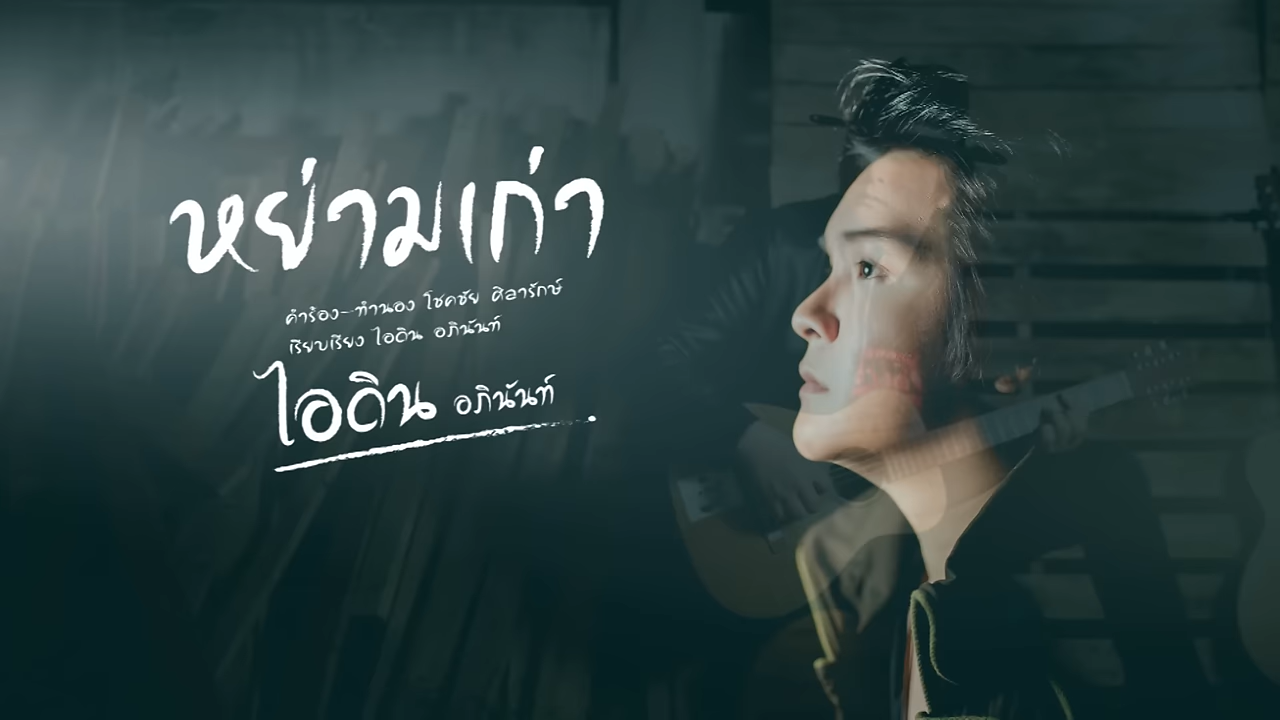 หย่ามเก่า
คำร้อง-ทำนอง โชคชัย ศิลารักษ์
เรียบเรียง ไอดิน อภินันท์
ไอดิน อภินันท์